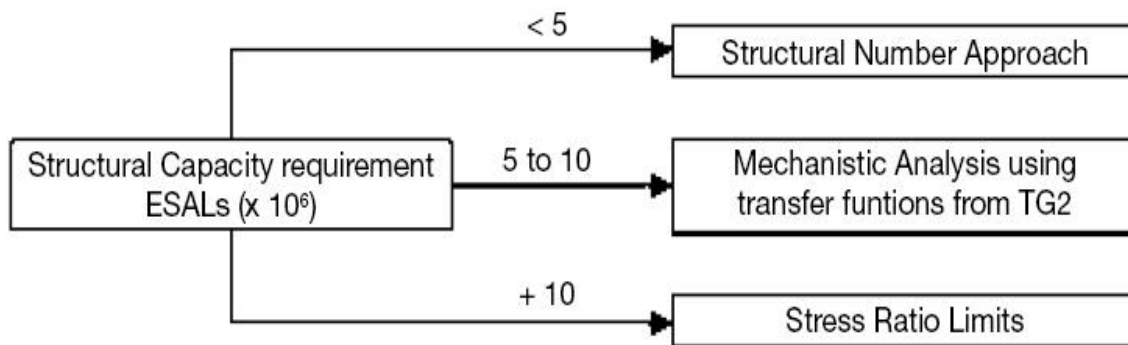 < 5
Structural Number Approach
Structural Capacity requirement
ESALs (x 10⁶)
5 to 10
Mechanistic Analysis using
transfer funtions from TG2
+ 10
Stress Ratio Limits